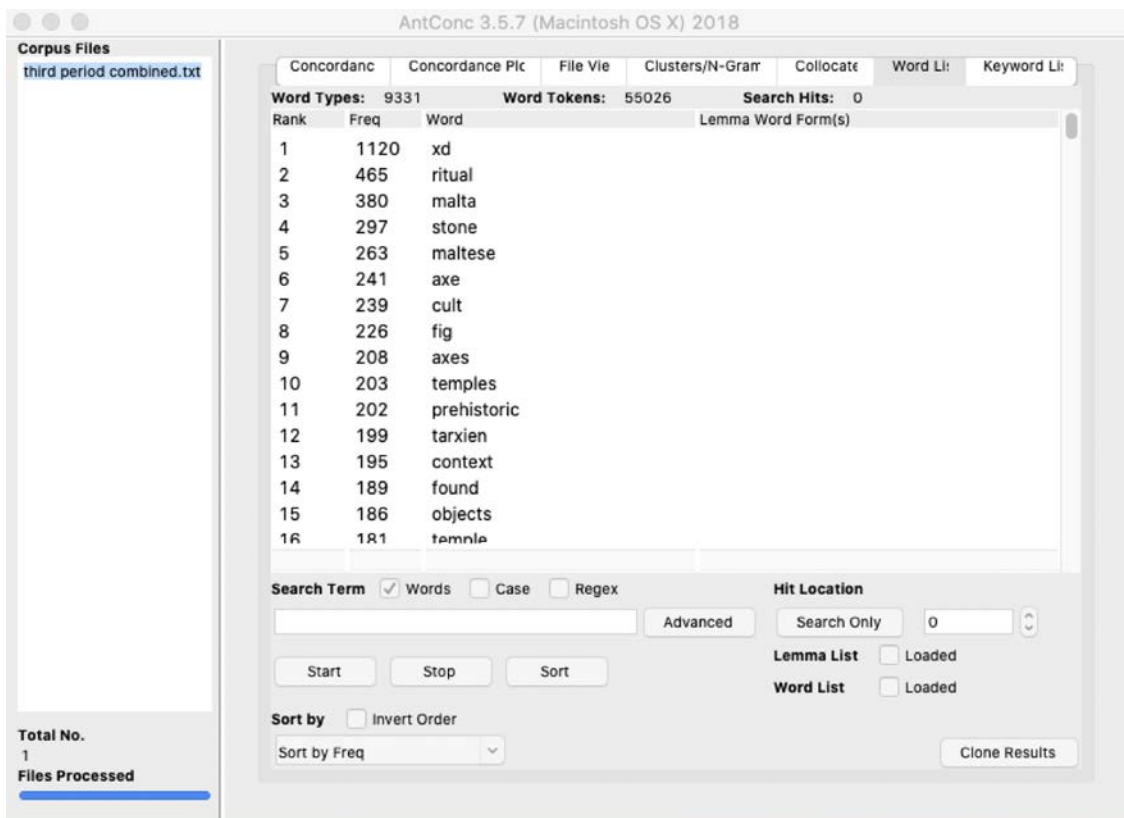 AntConc 3.5.7 (Macintosh OS X) 2018
Corpus Files
third period combined.txt
Concordanc Concordance Plc File Vie Clusters/N-Gram Collocate Word Lis Keyword Lis
Word Types: 9331 Word Tokens: 55026 Search Hits: 0
Rank Freq Word Lemma Word Form(s)
1 1120 xd
2 465 ritual
3 380 malta
4 297 stone
5 263 maltese
6 241 axe
7 239 cult
8 226 fig
9 208 axes
10 203 temples
11 202 prehistoric
12 199 tarxien
13 195 context
14 189 found
15 186 objects
16 181 temple
Search Term Words Case Regex Hit Location
Advanced Search Only 0
Lemma List Loaded
Start Stop Sort
Word List Loaded
Sort by Invert Order
Sort by Freq Clone Results
Total No.
1
Files Processed